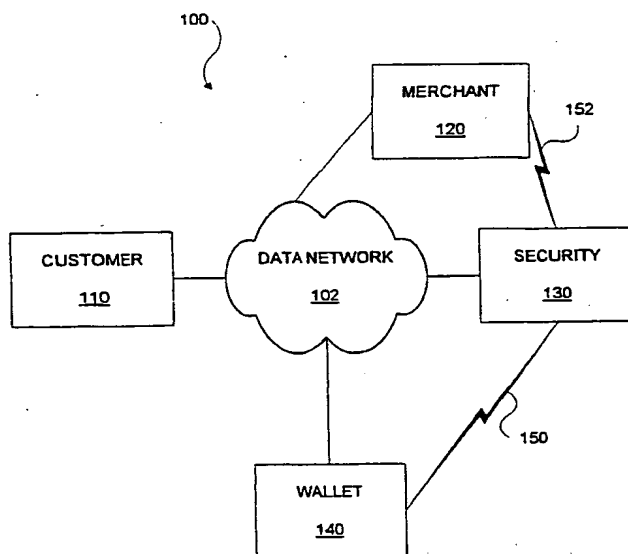 100
MERCHANT
120
152
CUSTOMER
110
DATA NETWORK
102
SECURITY
130
150
WALLET
140